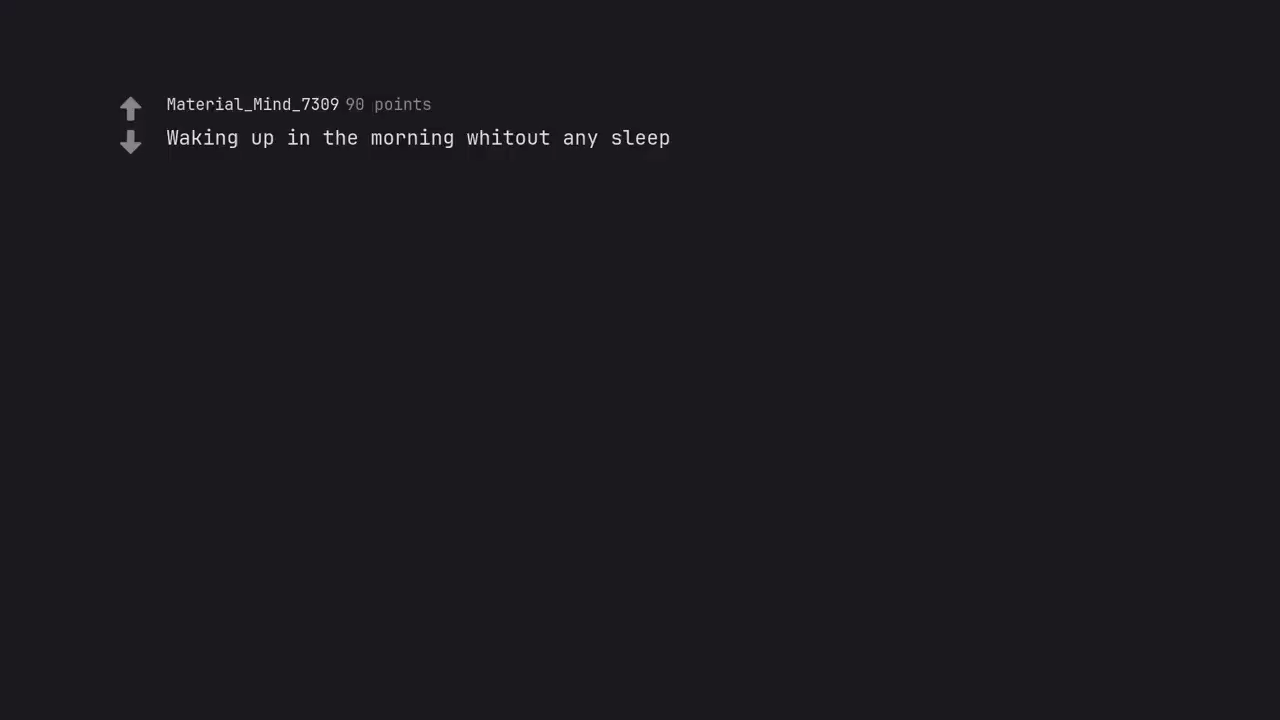 Material_Mind_7309 90 points
Waking up in the morning whitout any sleep